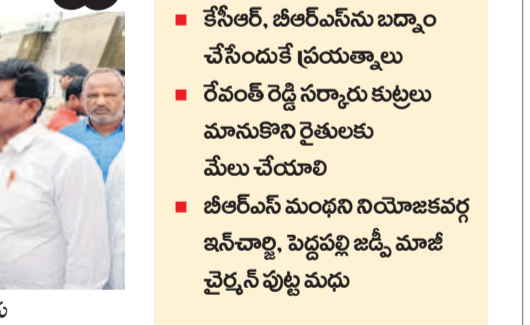 కేసీఆర్, బీఆర్ఎస్‌ను బద్నాం
చేసేందుకే ప్రయత్నాలు
రేవంత్ రెడ్డి సర్కారు కుట్రలు
మానుకొని రైతులకు
మేలు చేయాలి
బీఆర్ఎస్ మంథని నియోజకవర్గ
ఇన్‌చార్జి, పెద్దపల్లి జడ్పీ మాజీ
చైర్మన్ పుట్ట మధు